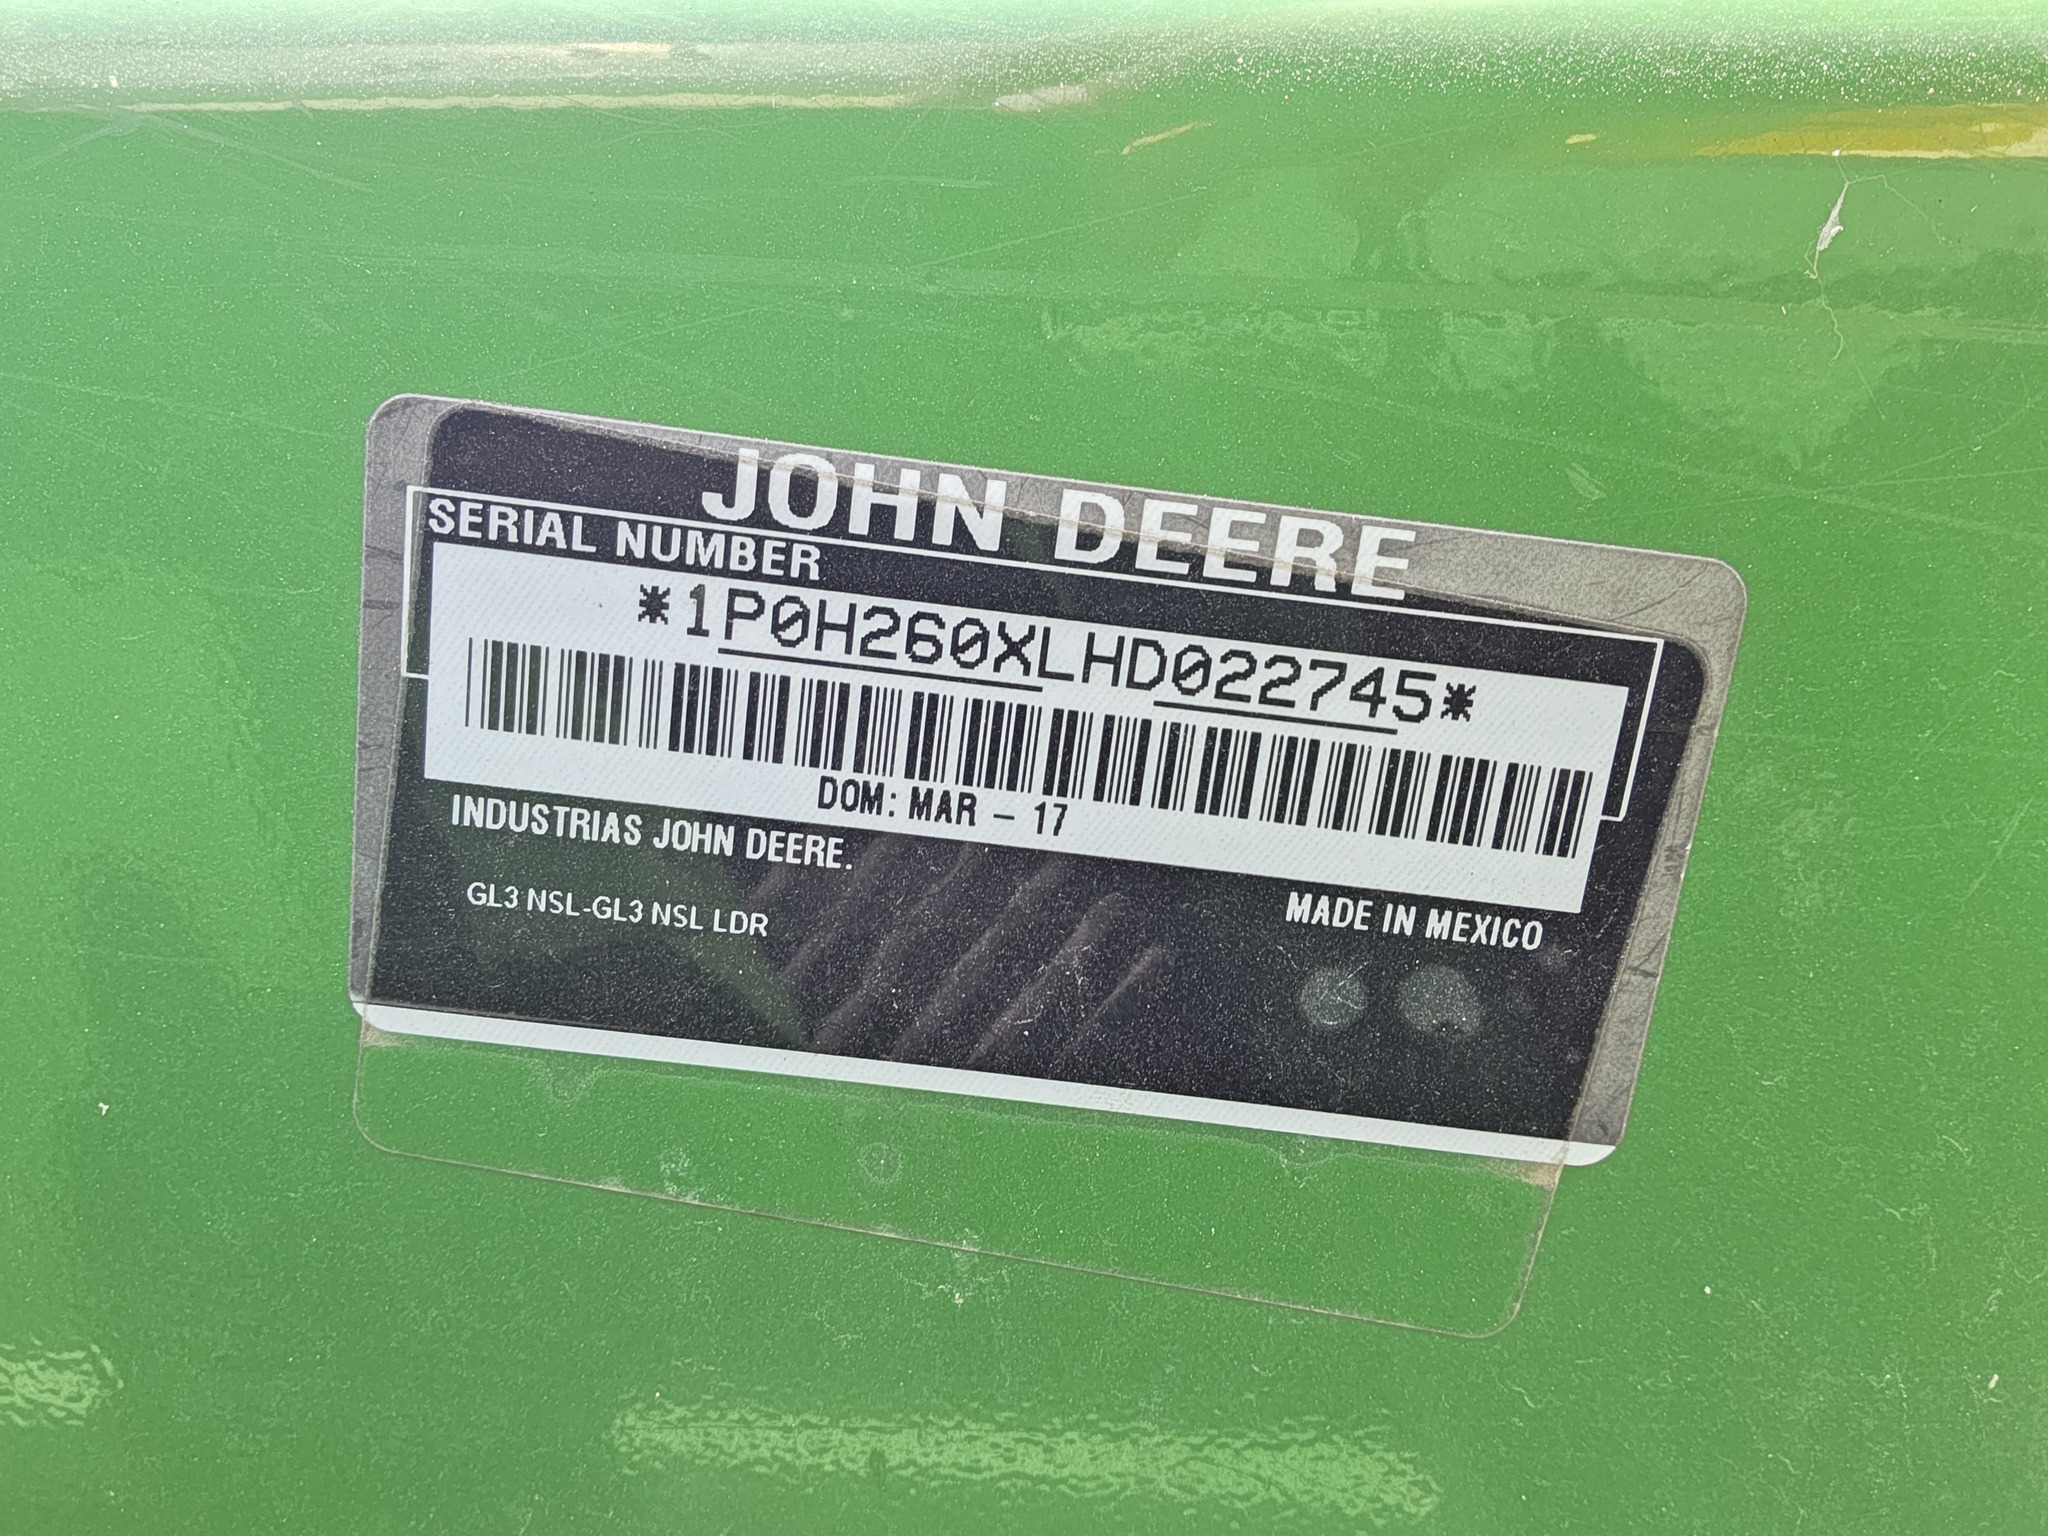 JOHN DEERE
SERIAL NUMBER
*1P0H260XLHD022745*
DOM: MAR - 17
INDUSTRIAS JOHN DEERE.
MADE IN MEXICO
GL3 NSL-GL3 NSL LDR